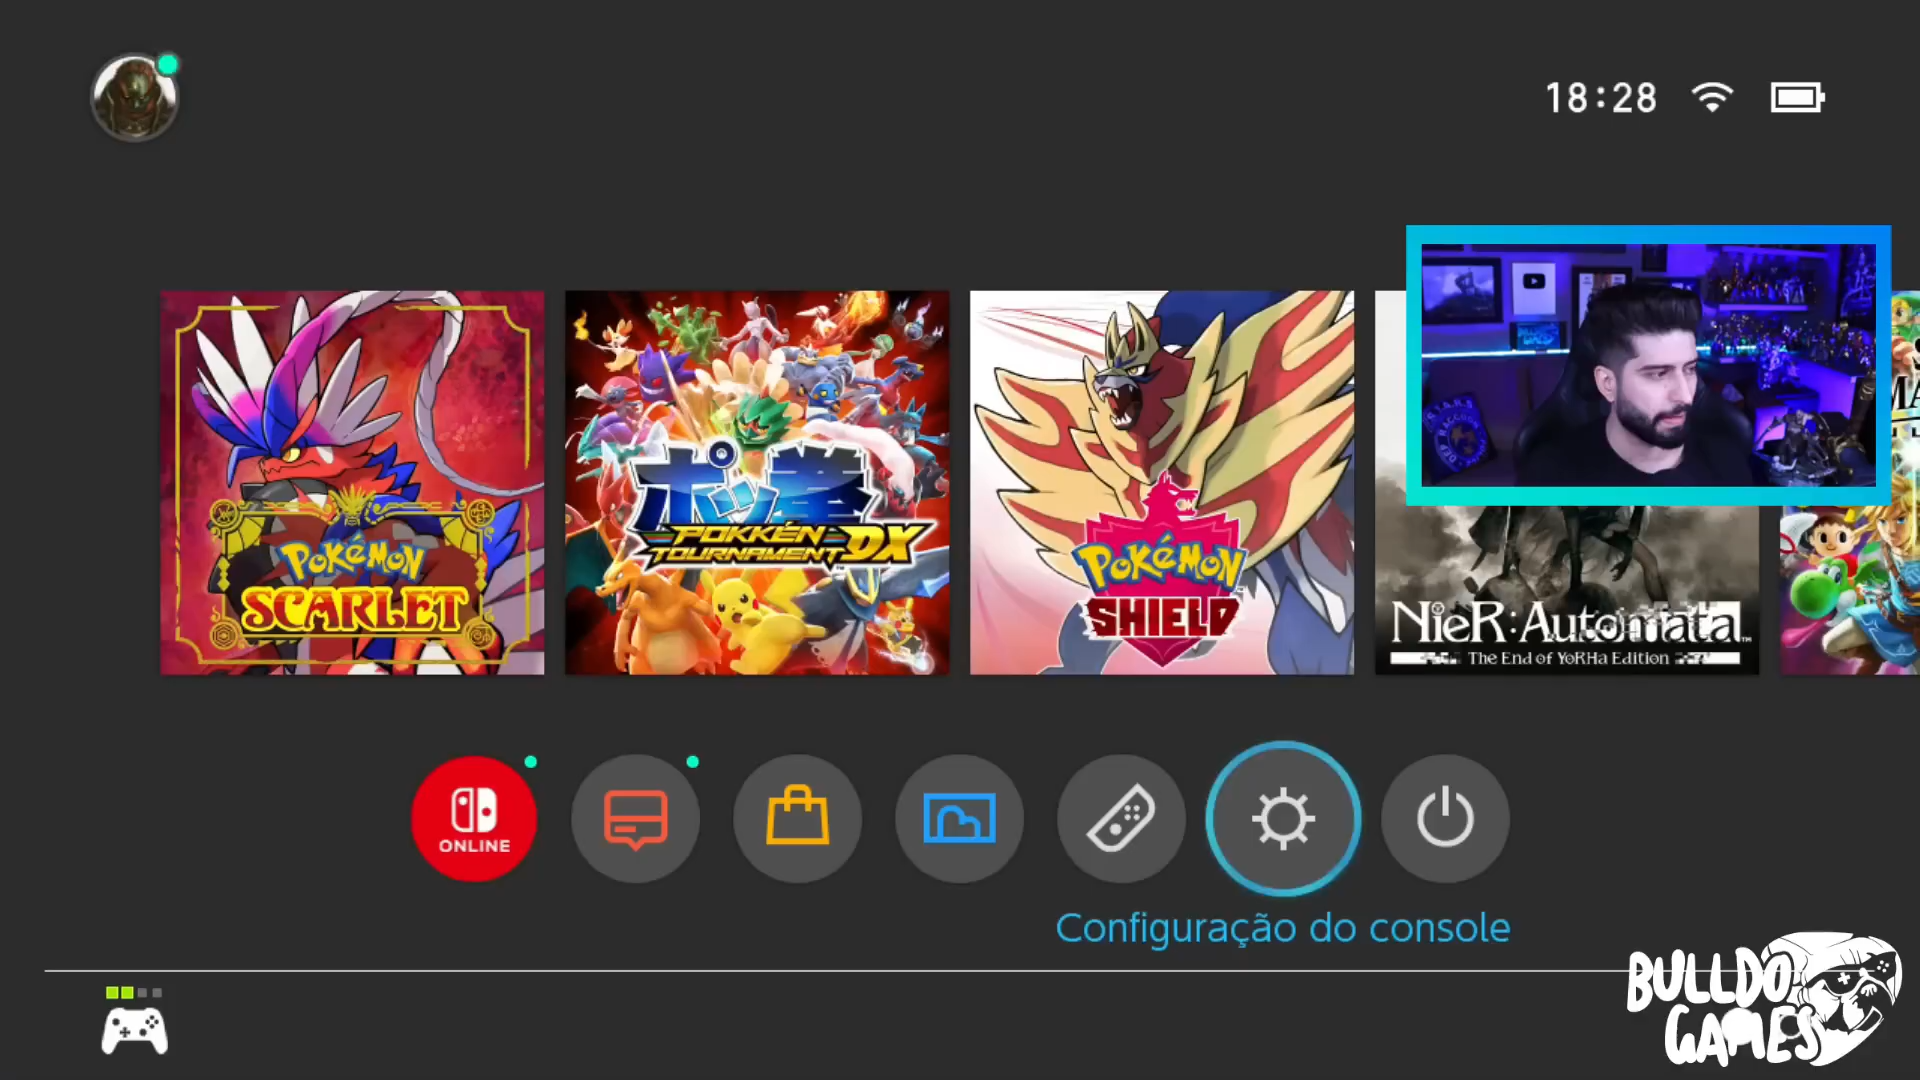 18:28
POKÉMON
SCARLET
ポッ拳
POKKÉN
TOURNAMENT DX
POKÉMON
SHIELD
NieR:Automata
The End of YoRHa Edition
MA
ONLINE
Configuração do console
BULLDOG
GAMES